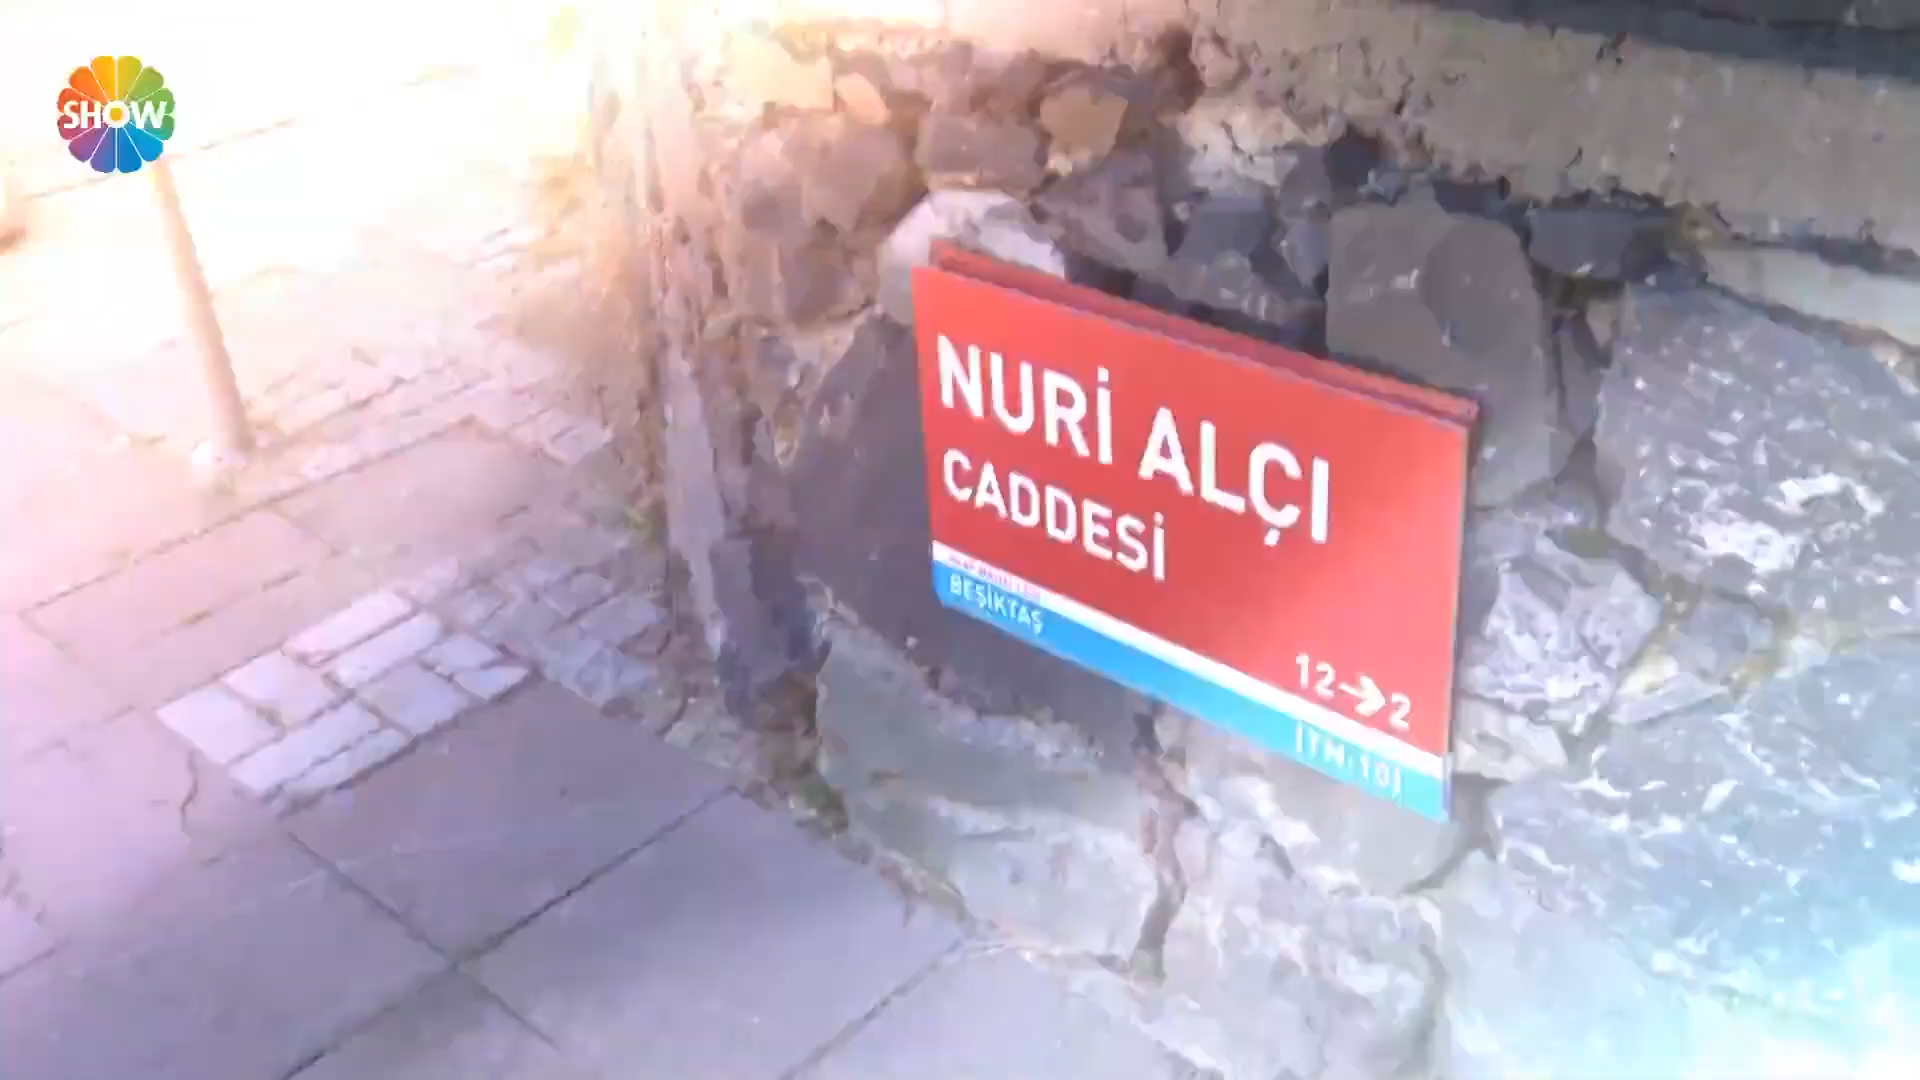 SHOW
NURİ ALÇI
CADDESİ
BEŞİKTAŞ
12→2